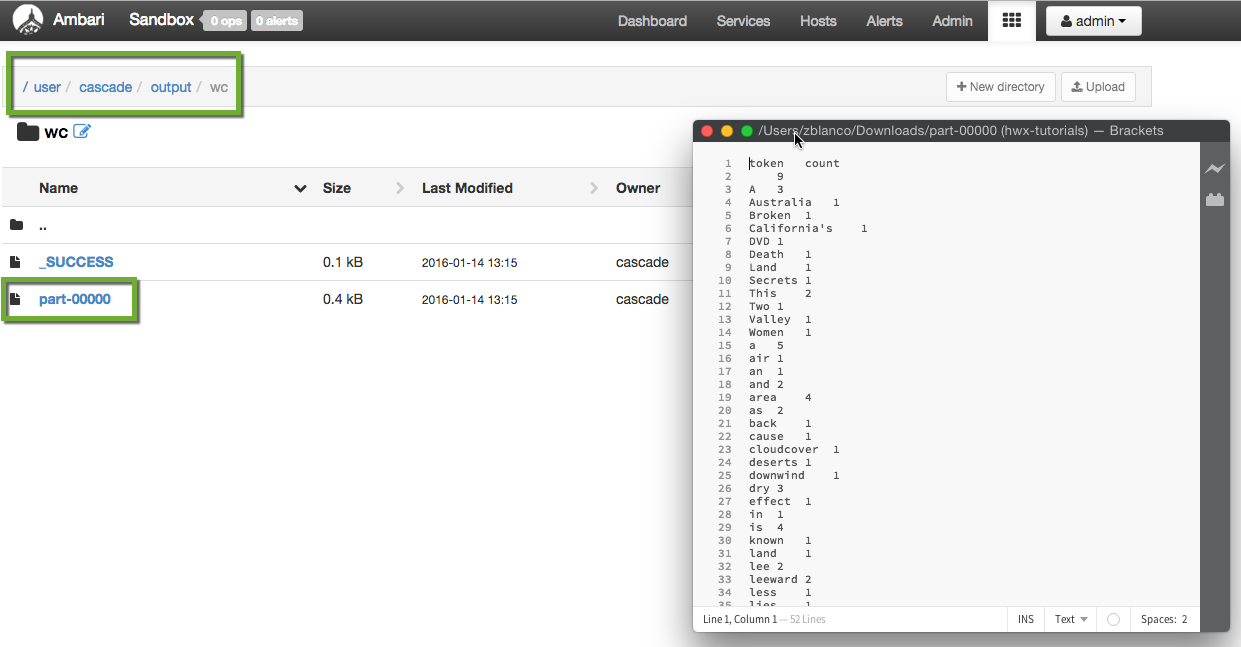 Ambari Sandbox 0 ops 0 alerts Dashboard Services Hosts Alerts Admin admin
/ user / cascade / output / wc
New directory Upload
wc
Name Size Last Modified Owner
..
_SUCCESS 0.1 kB 2016-01-14 13:15 cascade
part-00000 0.4 kB 2016-01-14 13:15 cascade
/Users/zblanco/Downloads/part-00000 (hwx-tutorials) — Brackets
1 token count
2 9
3 A 3
4 Australia 1
5 Broken 1
6 California's 1
7 DVD 1
8 Death 1
9 Land 1
10 Secrets 1
11 This 2
12 Two 1
13 Valley 1
14 Women 1
15 a 5
16 air 1
17 an 1
18 and 2
19 area 4
20 as 2
21 back 1
22 cause 1
23 cloudcover 1
24 deserts 1
25 downwind 1
26 dry 3
27 effect 1
28 in 1
29 is 4
30 known 1
31 land 1
32 lee 2
33 leeward 2
34 less 1
35 lies 1
Line 1, Column 1 — 52 Lines INS Text Spaces: 2